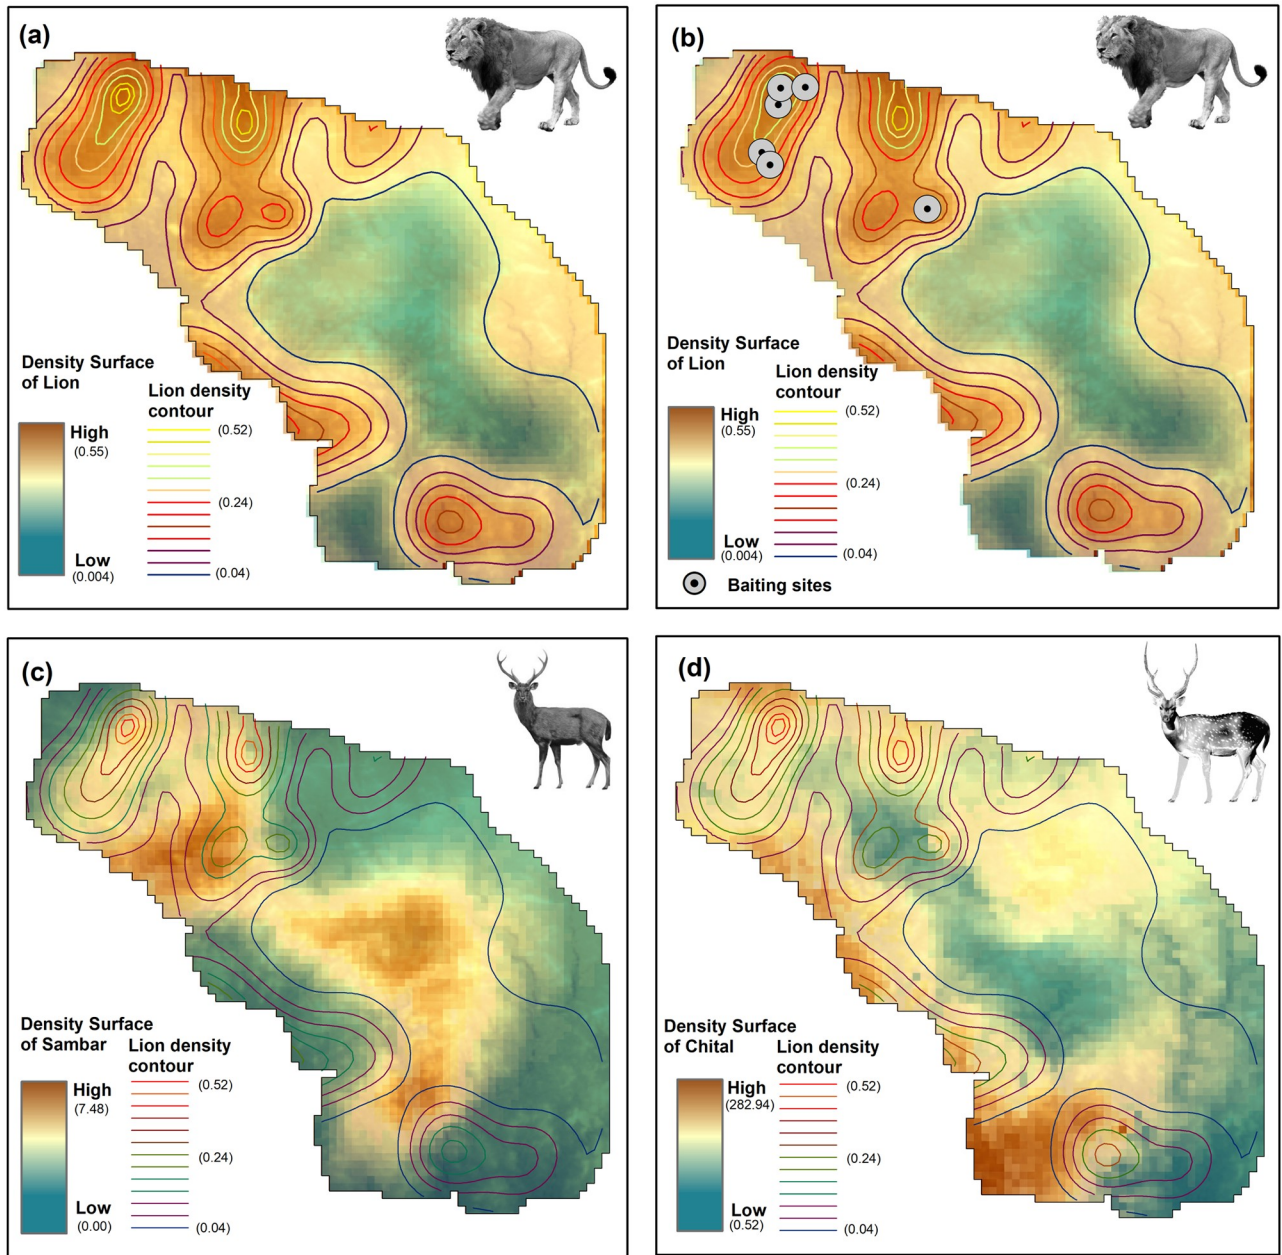 (a)
Density Surface
of Lion
High
(0.55)
Low
(0.004)
Lion density
contour
(0.52)
(0.24)
(0.04)
(b)
Density Surface
of Lion
High
(0.55)
Low
(0.004)
Lion density
contour
(0.52)
(0.24)
(0.04)
Baiting sites
(c)
Density Surface
of Sambar
High
(7.48)
Low
(0.00)
Lion density
contour
(0.52)
(0.24)
(0.04)
(d)
Density Surface
of Chital
High
(282.94)
Low
(0.52)
Lion density
contour
(0.52)
(0.24)
(0.04)